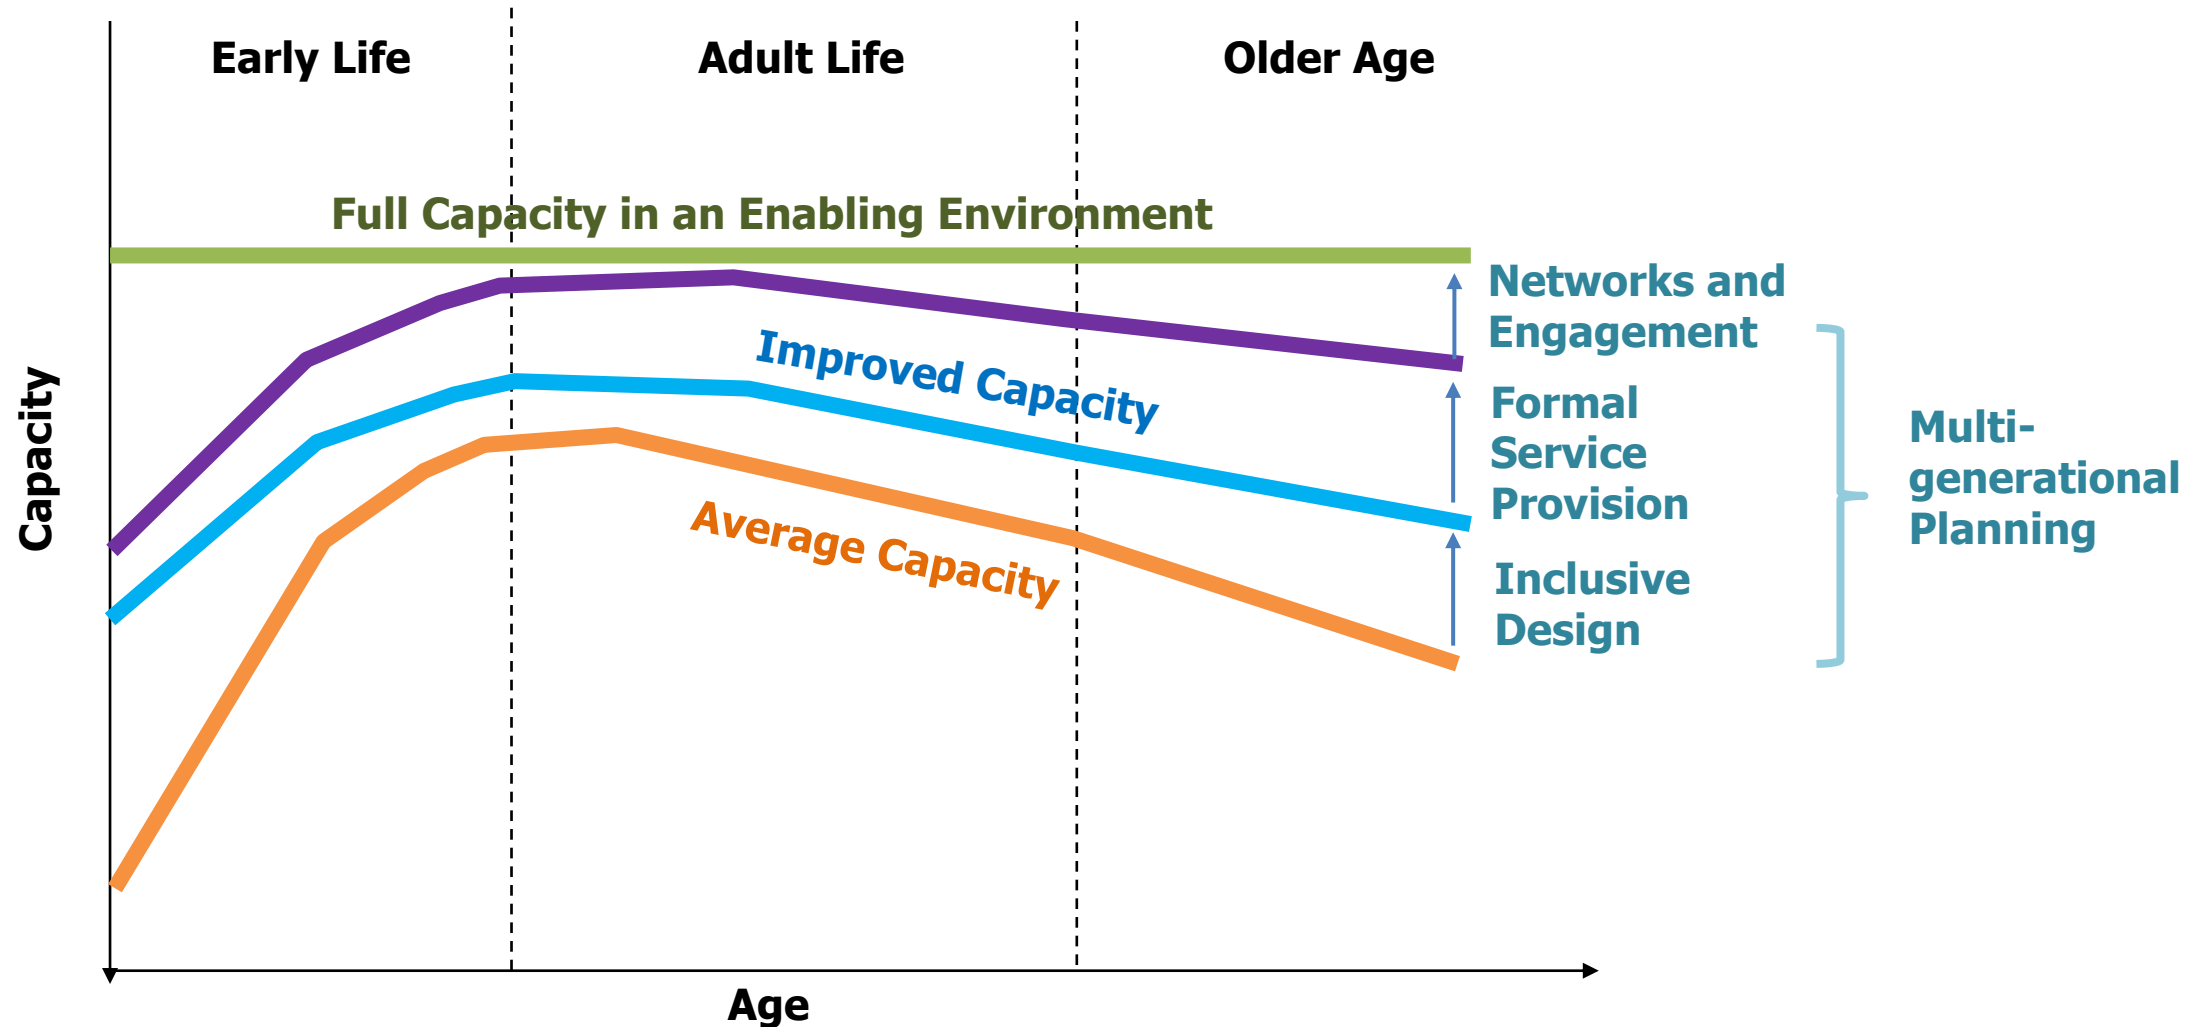 Early Life
Adult Life
Older Age
Full Capacity in an Enabling Environment
Networks and
Engagement
Improved Capacity
Formal
Service
Provision
Multi-
generational
Planning
Capacity
Average Capacity
Inclusive
Design
Age